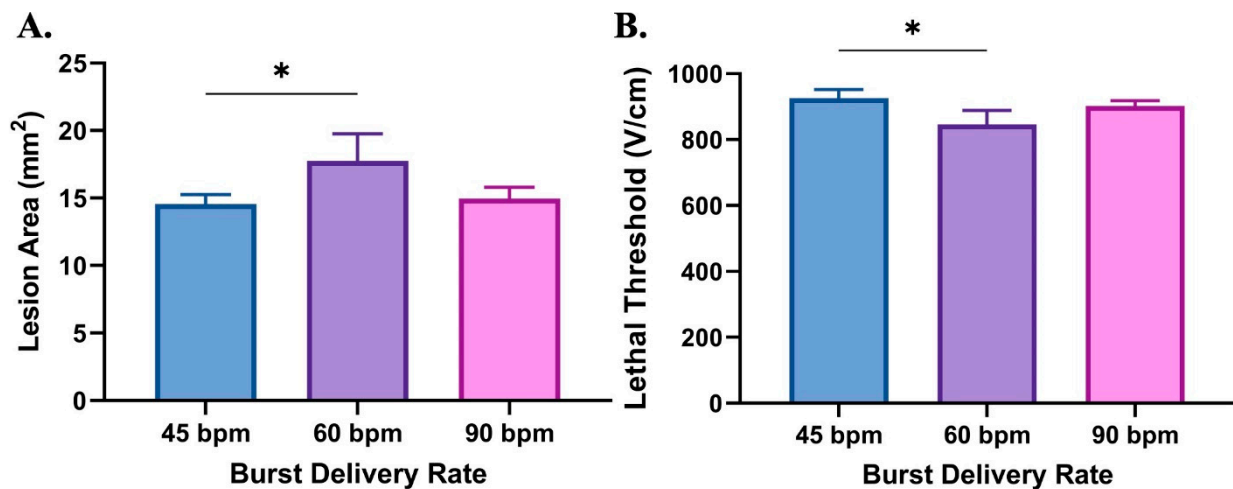 A.
Lesion Area (mm²)
25
20
15
10
5
0
*
45 bpm
60 bpm
90 bpm
Burst Delivery Rate
B.
Lethal Threshold (V/cm)
1000
800
600
400
200
0
*
45 bpm
60 bpm
90 bpm
Burst Delivery Rate